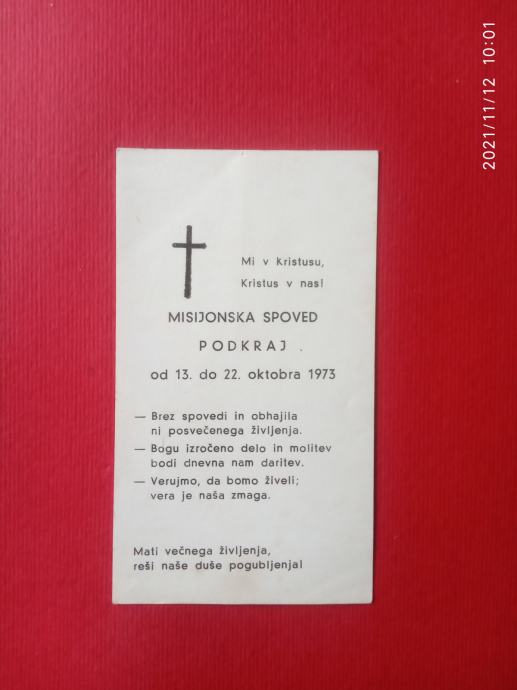 2021/11/12 10:01
Mi v Kristusu,
Kristus v nas!
MISIJONSKA SPOVED
PODKRAJ .
od 13. do 22. oktobra 1973
— Brez spovedi in obhajila
ni posvečenega življenja.
— Bogu izročeno delo in molitev
bodi dnevna nam daritev.
— Verujmo, da bomo živeli;
vera je naša zmaga.
Mati večnega življenja,
reši naše duše pogubljenja!